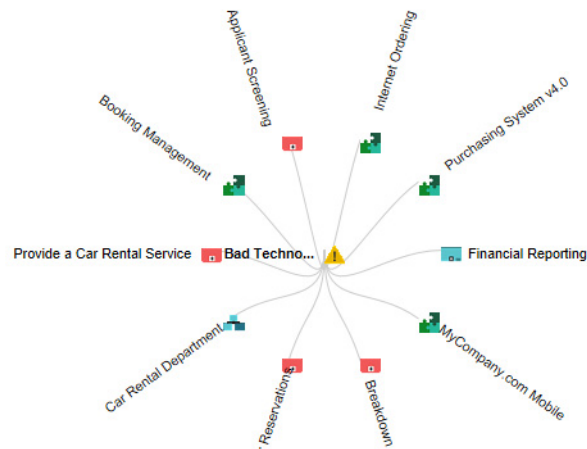 Applicant Screening
Internet Ordering
Booking Management
Purchasing System v4.0
Provide a Car Rental Service
Bad Techno...
Financial Reporting
Car Rental Department
MyCompany.com Mobile
Reservations
Breakdown